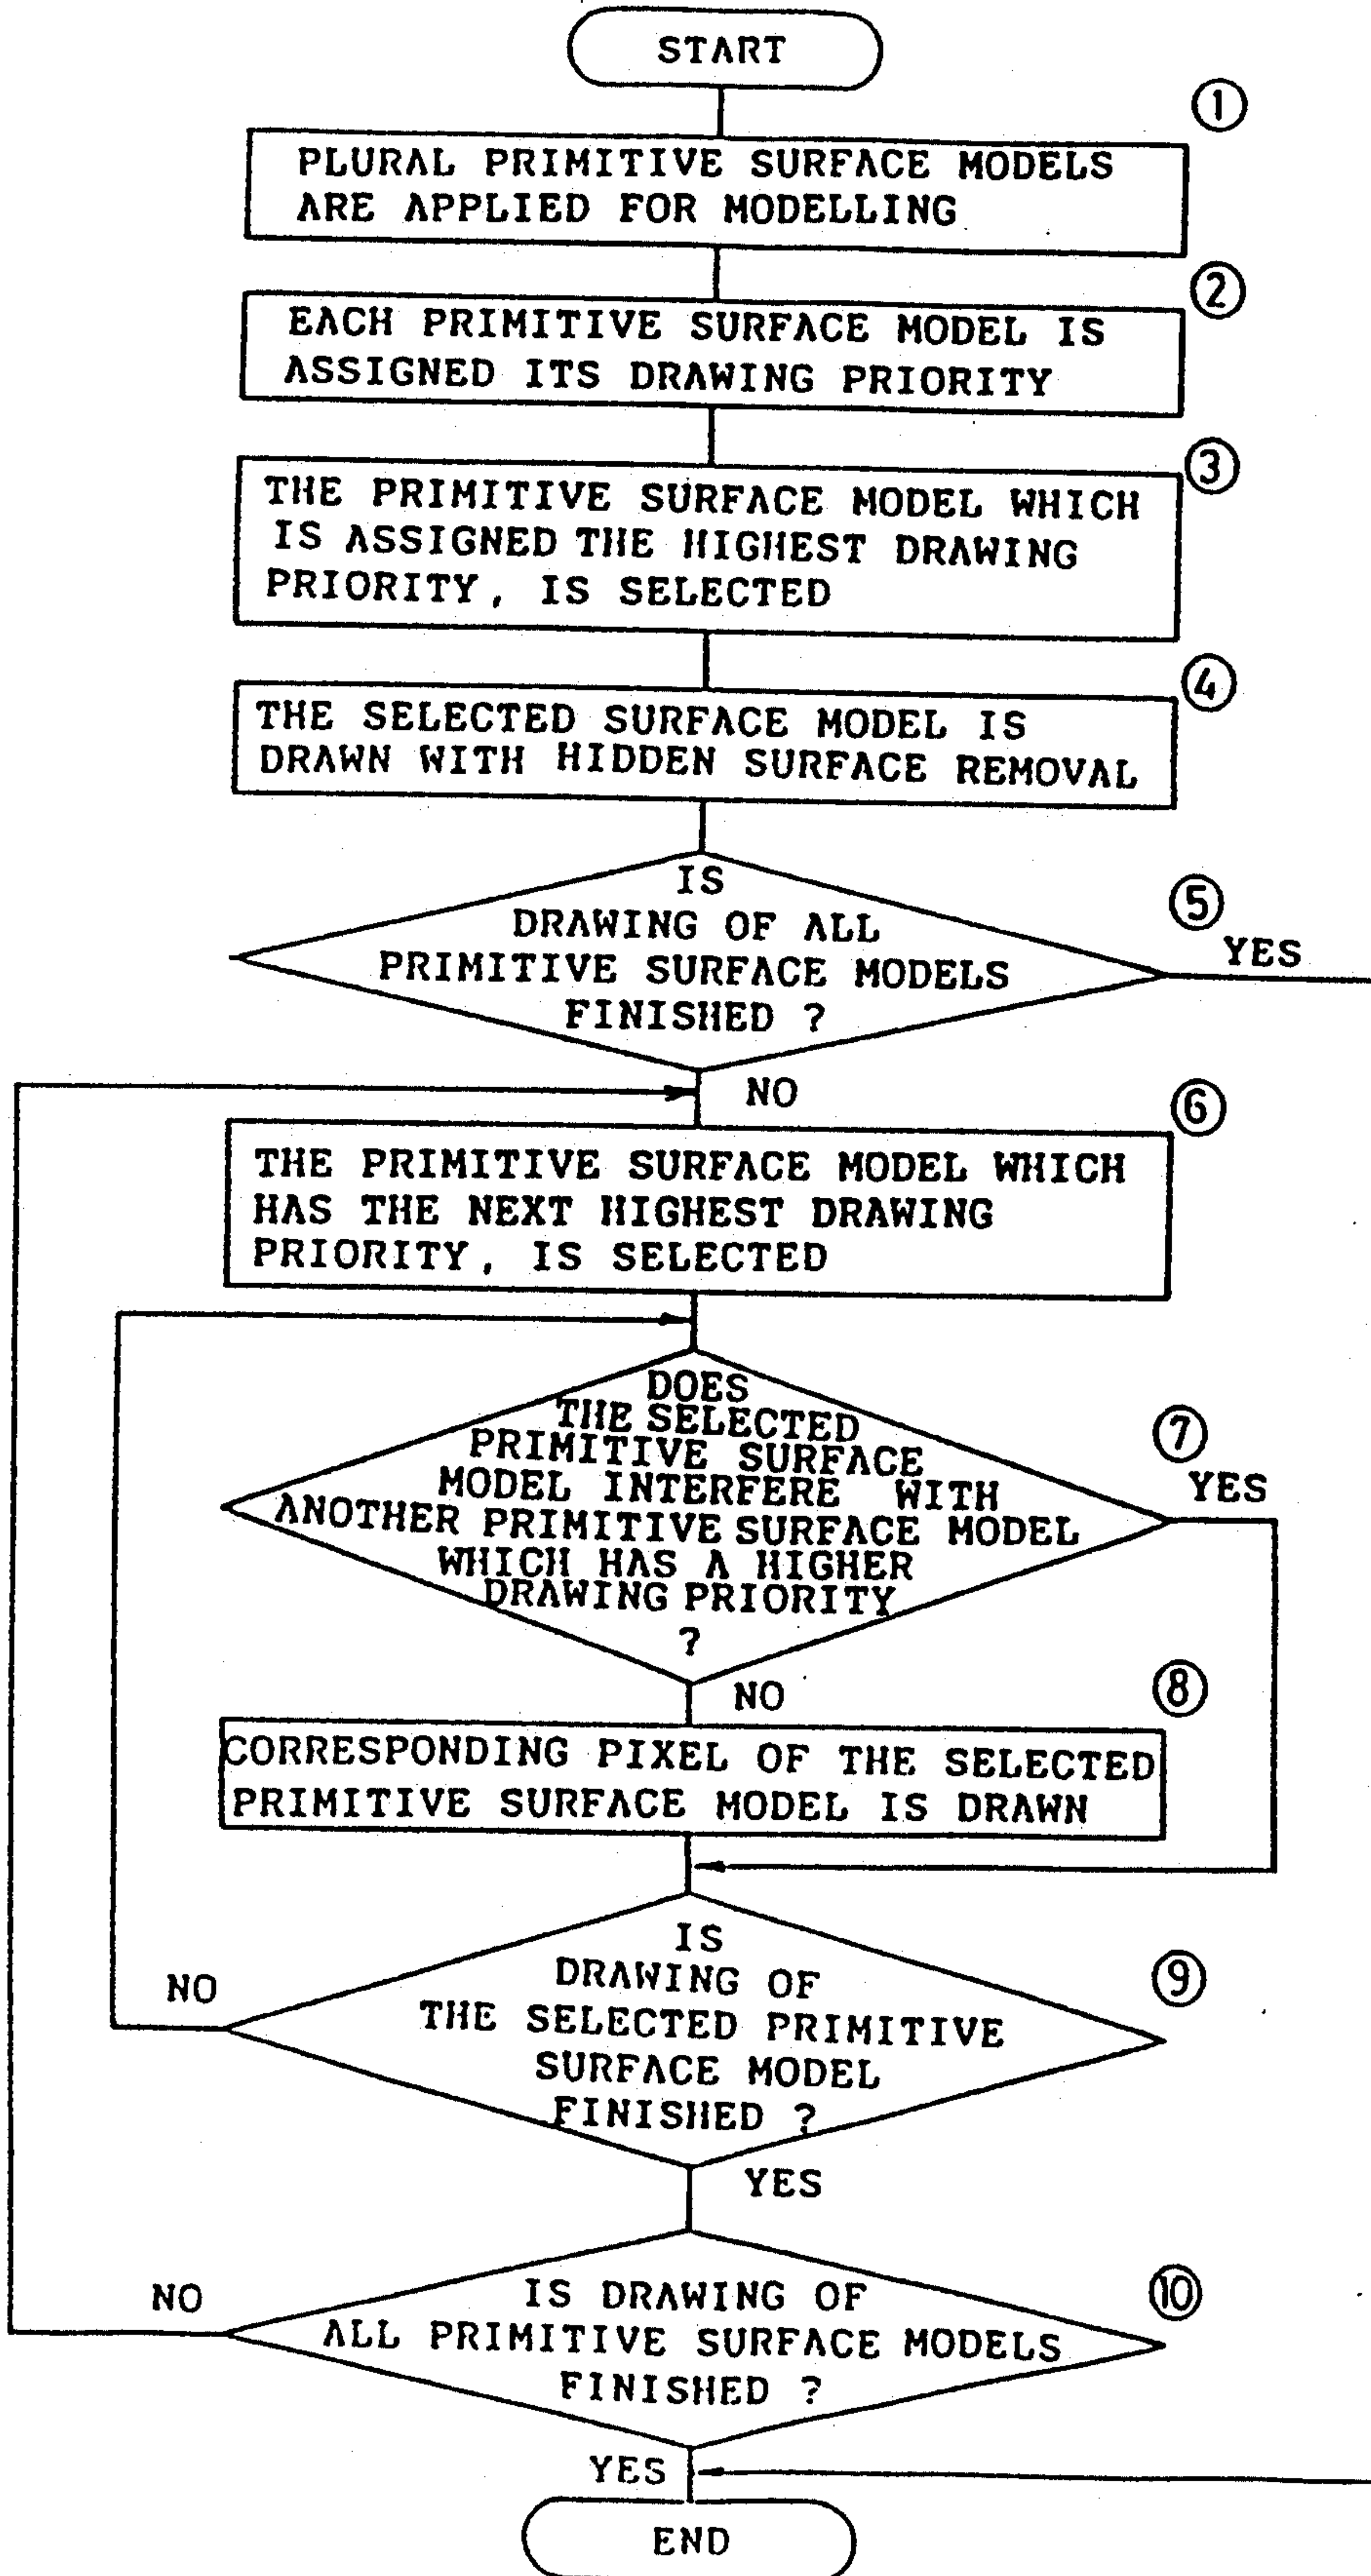 START
①
PLURAL PRIMITIVE SURFACE MODELS
ARE APPLIED FOR MODELLING
②
EACH PRIMITIVE SURFACE MODEL IS
ASSIGNED ITS DRAWING PRIORITY
③
THE PRIMITIVE SURFACE MODEL WHICH
IS ASSIGNED THE HIGHEST DRAWING
PRIORITY, IS SELECTED
④
THE SELECTED SURFACE MODEL IS
DRAWN WITH HIDDEN SURFACE REMOVAL
IS
DRAWING OF ALL
PRIMITIVE SURFACE MODELS
FINISHED ?
⑤
YES
NO
⑥
THE PRIMITIVE SURFACE MODEL WHICH
HAS THE NEXT HIGHEST DRAWING
PRIORITY, IS SELECTED
DOES
THE SELECTED
PRIMITIVE SURFACE
MODEL INTERFERE WITH
ANOTHER PRIMITIVE SURFACE MODEL
WHICH HAS A HIGHER
DRAWING PRIORITY
?
⑦
YES
NO
⑧
CORRESPONDING PIXEL OF THE SELECTED
PRIMITIVE SURFACE MODEL IS DRAWN
IS
DRAWING OF
THE SELECTED PRIMITIVE
SURFACE MODEL
FINISHED ?
⑨
NO
YES
⑩
NO
IS DRAWING OF
ALL PRIMITIVE SURFACE MODELS
FINISHED ?
YES
END